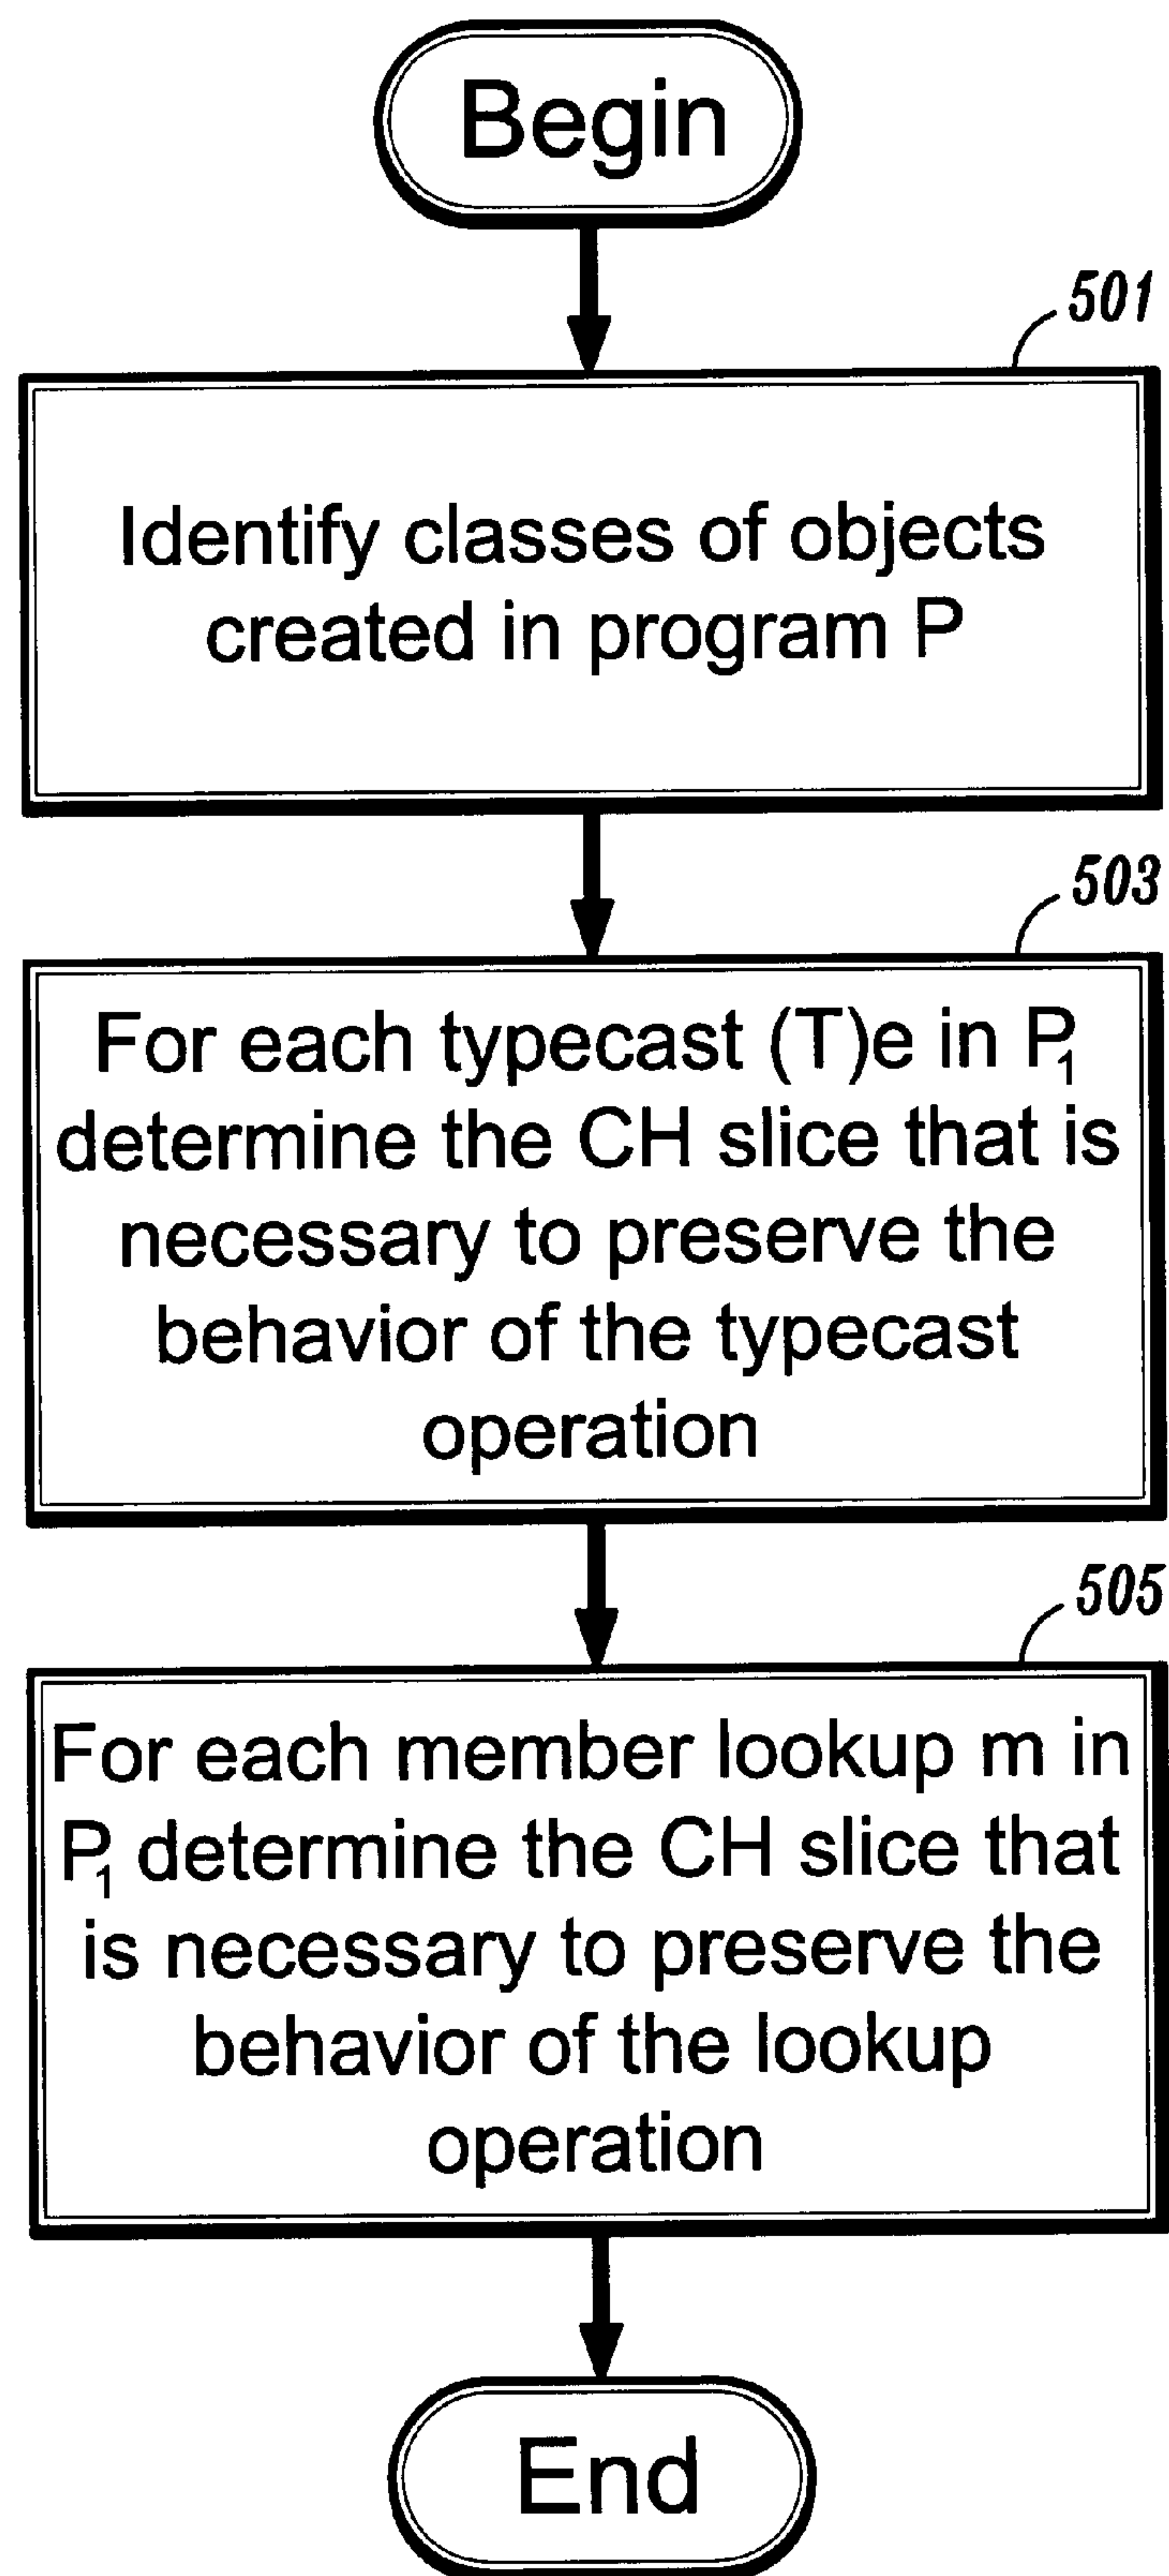 Begin
501
Identify classes of objects
created in program P
503
For each typecast (T)e in P₁
determine the CH slice that is
necessary to preserve the
behavior of the typecast
operation
505
For each member lookup m in
P₁ determine the CH slice that
is necessary to preserve the
behavior of the lookup
operation
End